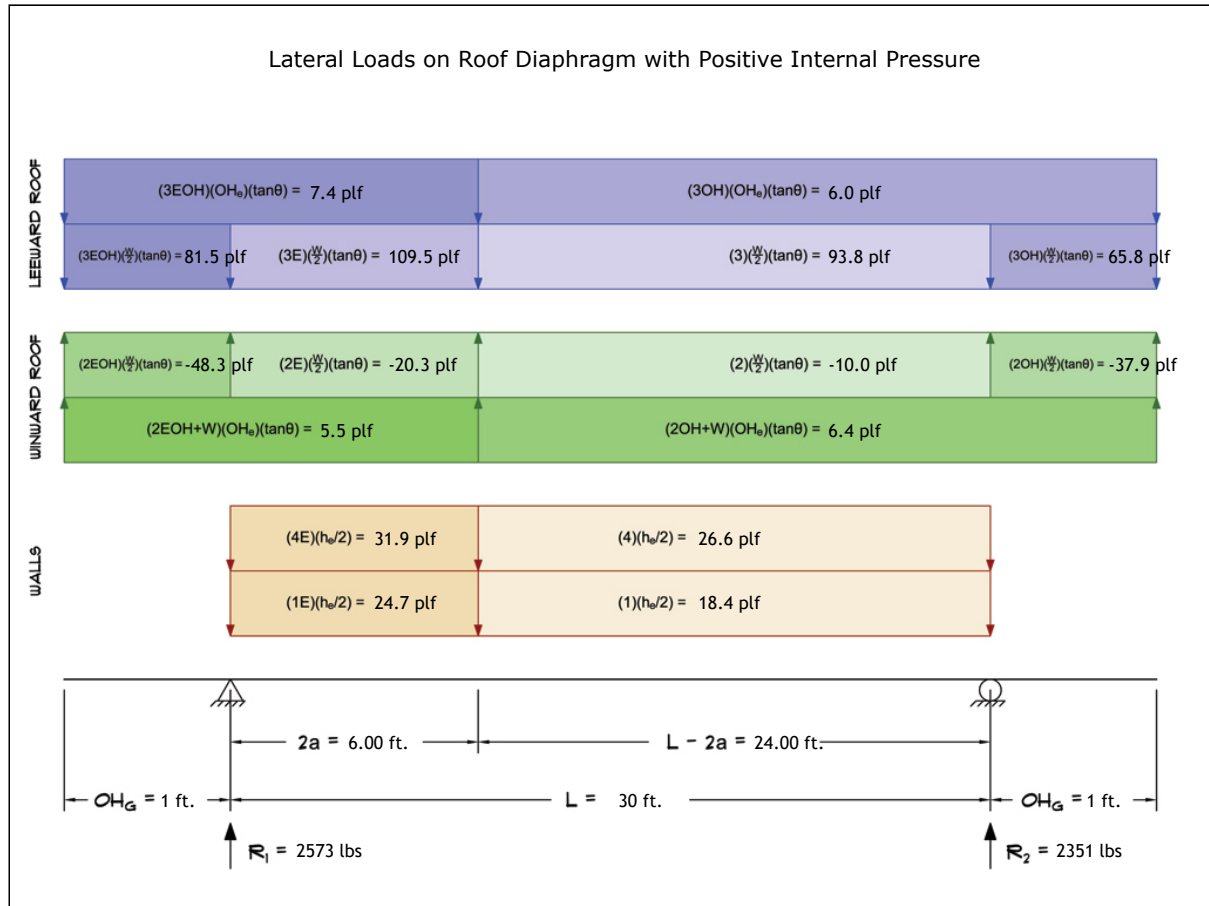 Lateral Loads on Roof Diaphragm with Positive Internal Pressure
LEEWARD ROOF
(3EOH)(OHₑ)(tanθ) = 7.4 plf
(3OH)(OHₑ)(tanθ) = 6.0 plf
(3EOH)(W/2)(tanθ) = 81.5 plf
(3E)(W/2)(tanθ) = 109.5 plf
(3)(W/2)(tanθ) = 93.8 plf
(3OH)(W/2)(tanθ) = 65.8 plf
WINWARD ROOF
(2EOH)(W/2)(tanθ) = -48.3 plf
(2E)(W/2)(tanθ) = -20.3 plf
(2)(W/2)(tanθ) = -10.0 plf
(2OH)(W/2)(tanθ) = -37.9 plf
(2EOH+W)(OHₑ)(tanθ) = 5.5 plf
(2OH+W)(OHₑ)(tanθ) = 6.4 plf
WALLS
(4E)(hₑ/2) = 31.9 plf
(4)(hₑ/2) = 26.6 plf
(1E)(hₑ/2) = 24.7 plf
(1)(hₑ/2) = 18.4 plf
2a = 6.00 ft.
L - 2a = 24.00 ft.
OH_G = 1 ft.
L = 30 ft.
OH_G = 1 ft.
R₁ = 2573 lbs
R₂ = 2351 lbs